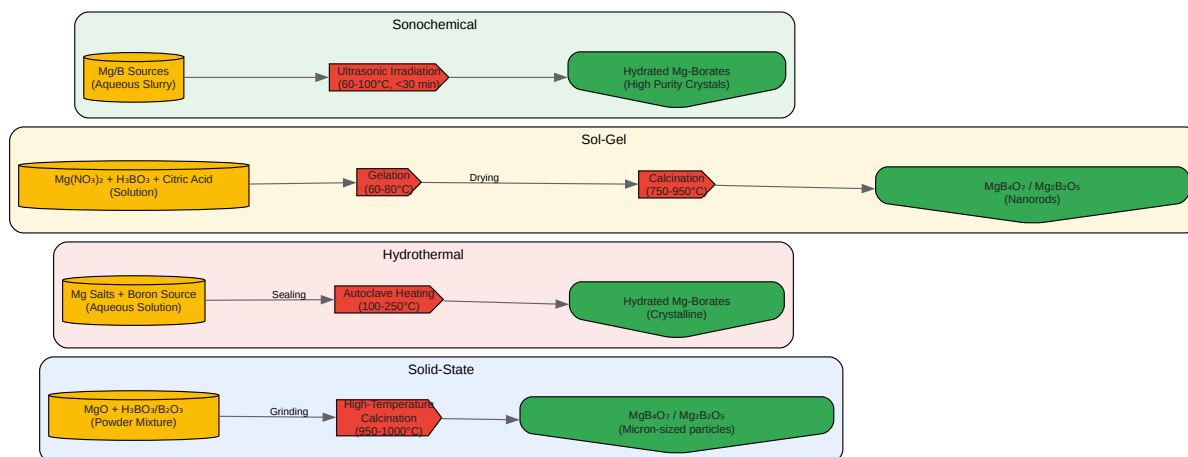 Sonochemical
Mg/B Sources
(Aqueous Slurry)
Ultrasonic Irradiation
(60-100°C, <30 min)
Hydrated Mg-Borates
(High Purity Crystals)
Sol-Gel
Mg(NO₃)₂ + H₃BO₃ + Citric Acid
(Solution)
Gelation
(60-80°C)
Drying
Calcination
(750-950°C)
MgB₄O₇ / Mg₂B₂O₅
(Nanorods)
Hydrothermal
Mg Salts + Boron Source
(Aqueous Solution)
Sealing
Autoclave Heating
(100-250°C)
Hydrated Mg-Borates
(Crystalline)
Solid-State
MgO + H₃BO₃/B₂O₃
(Powder Mixture)
Grinding
High-Temperature
Calcination
(950-1000°C)
MgB₄O₇ / Mg₂B₂O₅
(Micron-sized particles)